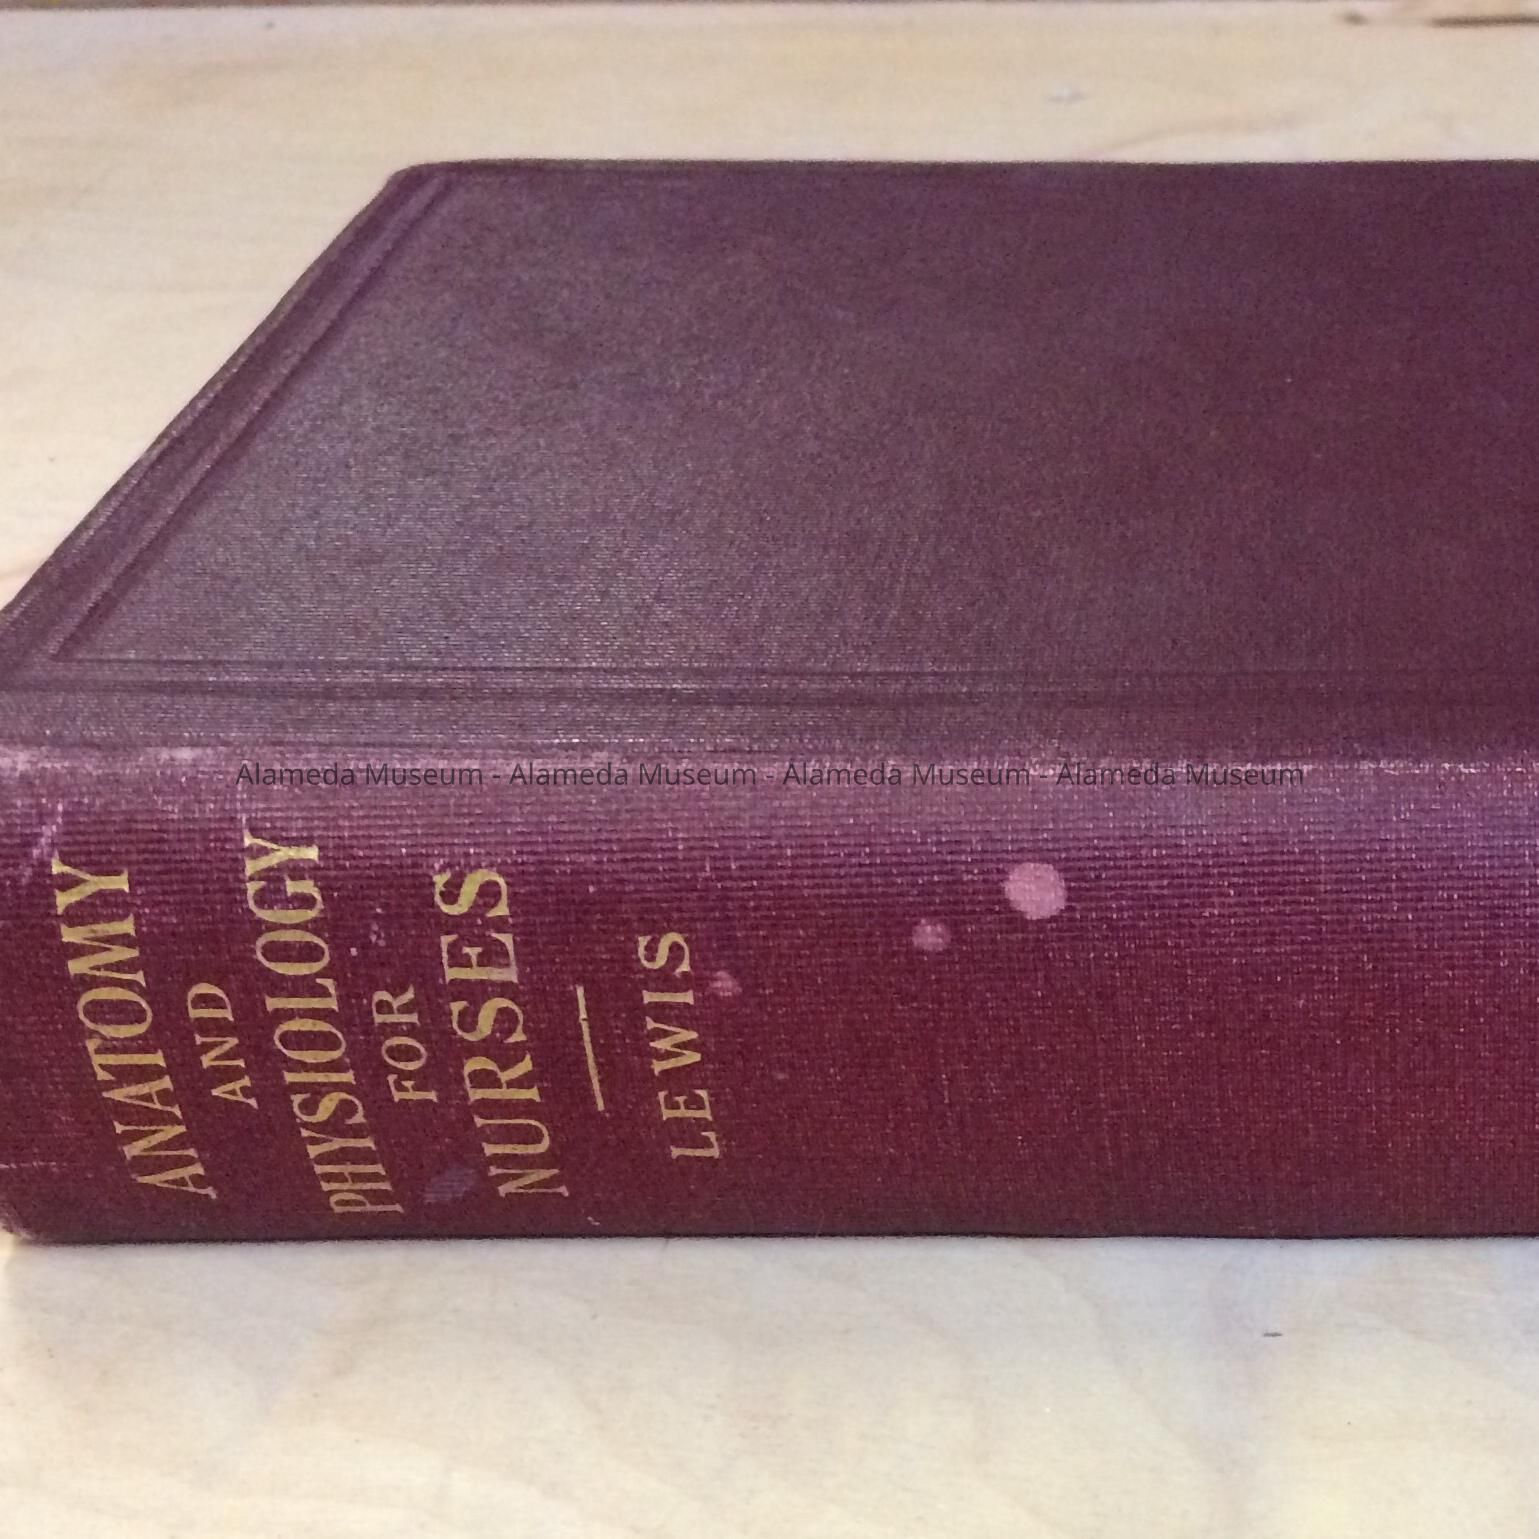 ANATOMY
AND
PHYSIOLOGY
FOR
NURSES
LEWIS
Alameda Museum - Alameda Museum - Alameda Museum - Alameda Museum